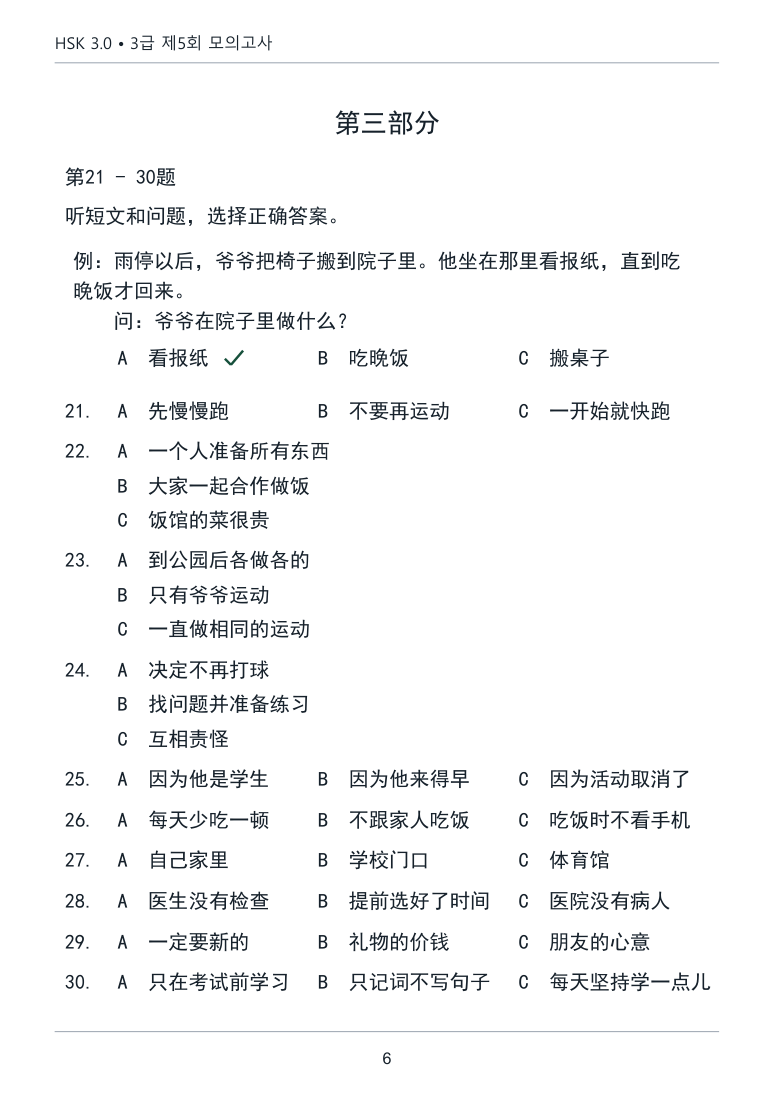 HSK 3.0 • 3급 제5회 모의고사
第三部分
第21 - 30题
听短文和问题，选择正确答案。
例：雨停以后，爷爷把椅子搬到院子里。他坐在那里看报纸，直到吃
晚饭才回来。
问：爷爷在院子里做什么？
A 看报纸 ✓ B 吃晚饭 C 搬桌子
21. A 先慢慢跑 B 不要再运动 C 一开始就快跑
22. A 一个人准备所有东西
B 大家一起合作做饭
C 饭馆的菜很贵
23. A 到公园后各做各的
B 只有爷爷运动
C 一直做相同的运动
24. A 决定不再打球
B 找问题并准备练习
C 互相责怪
25. A 因为他是学生 B 因为他来得早 C 因为活动取消了
26. A 每天少吃一顿 B 不跟家人吃饭 C 吃饭时不看手机
27. A 自己家里 B 学校门口 C 体育馆
28. A 医生没有检查 B 提前选好了时间 C 医院没有病人
29. A 一定要新的 B 礼物的价钱 C 朋友的心意
30. A 只在考试前学习 B 只记词不写句子 C 每天坚持学一点儿
6